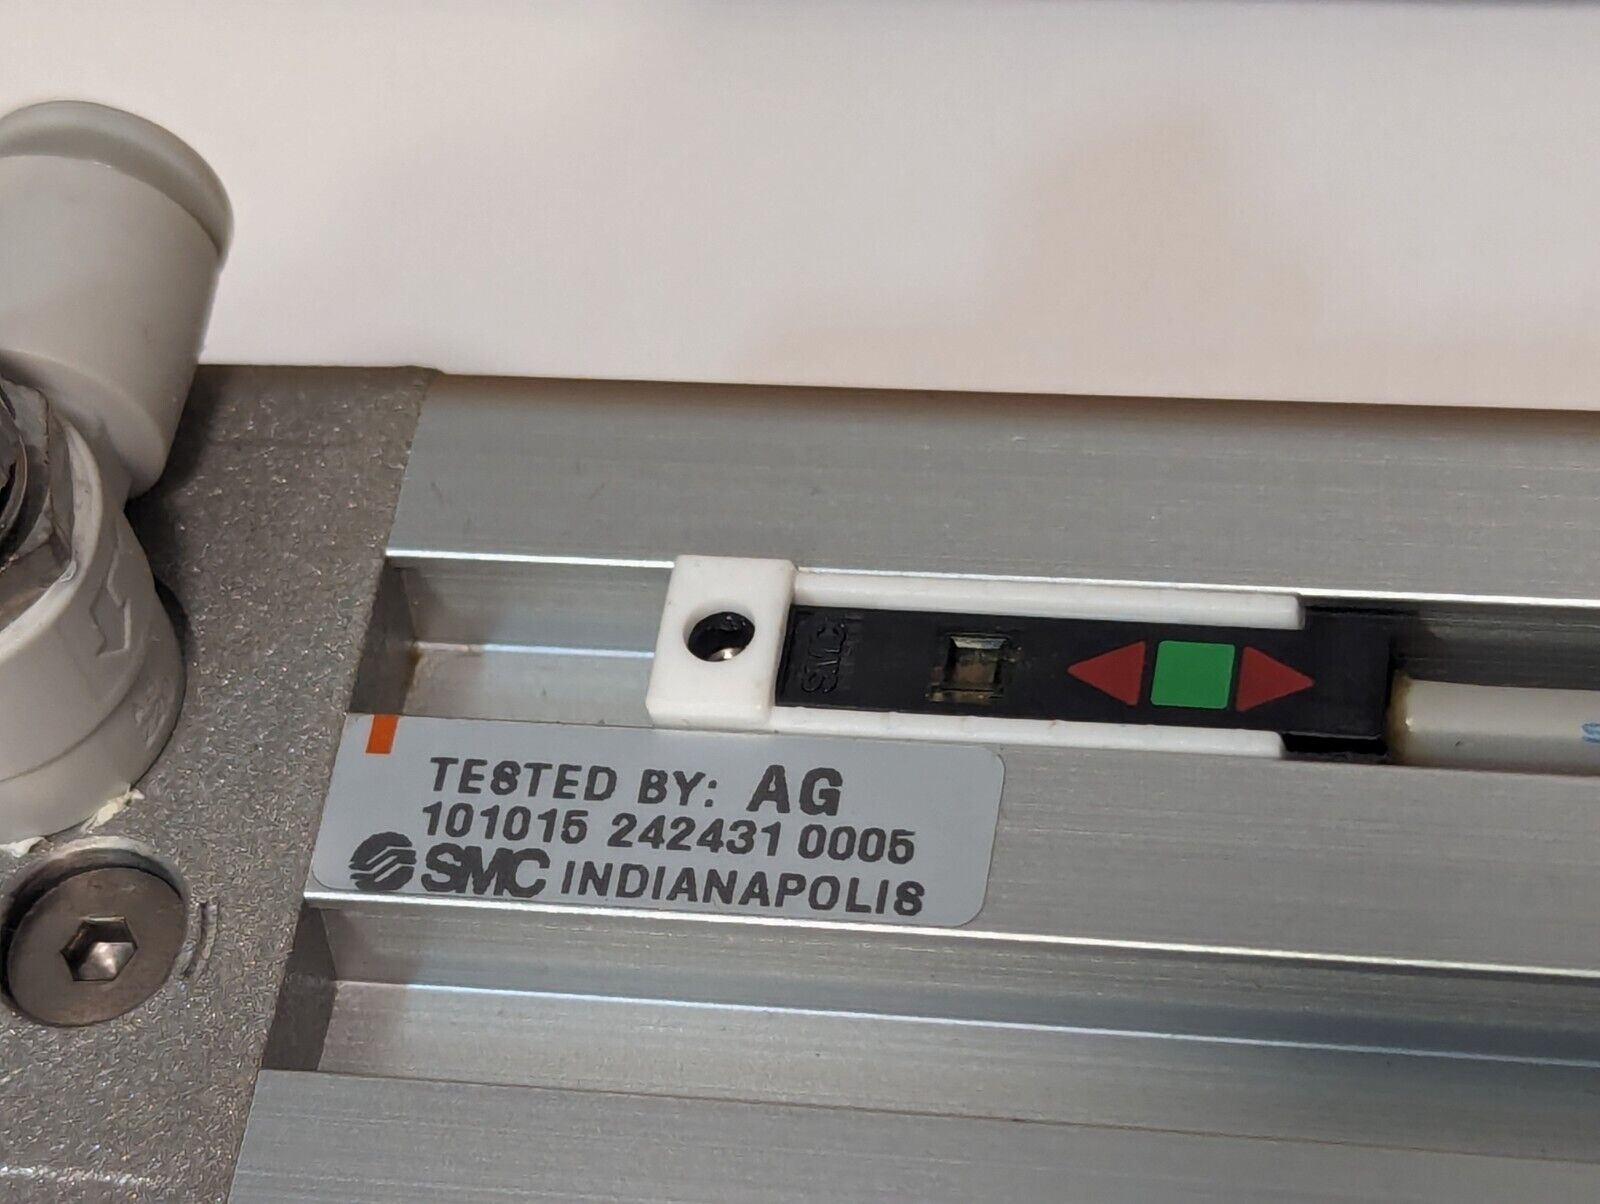 SMC
TESTED BY: AG
101015 242431 0005
SMC INDIANAPOLIS